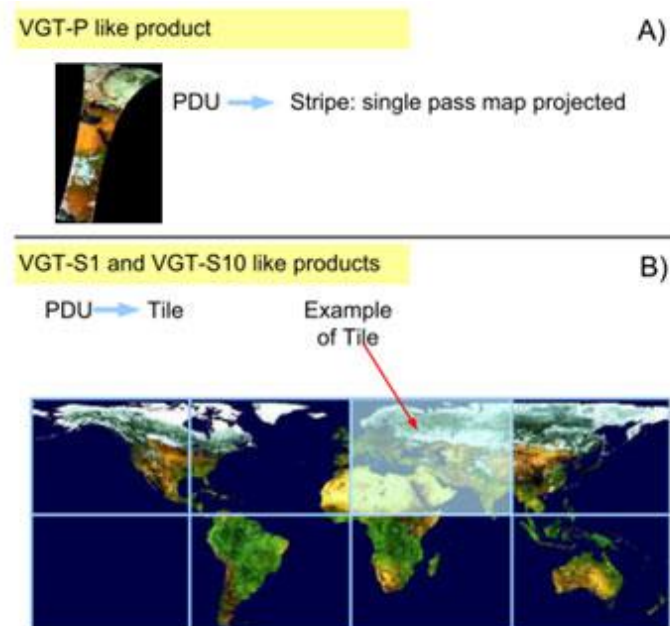 VGT-P like product
A)
PDU
Stripe: single pass map projected
VGT-S1 and VGT-S10 like products
B)
PDU
Tile
Example
of Tile